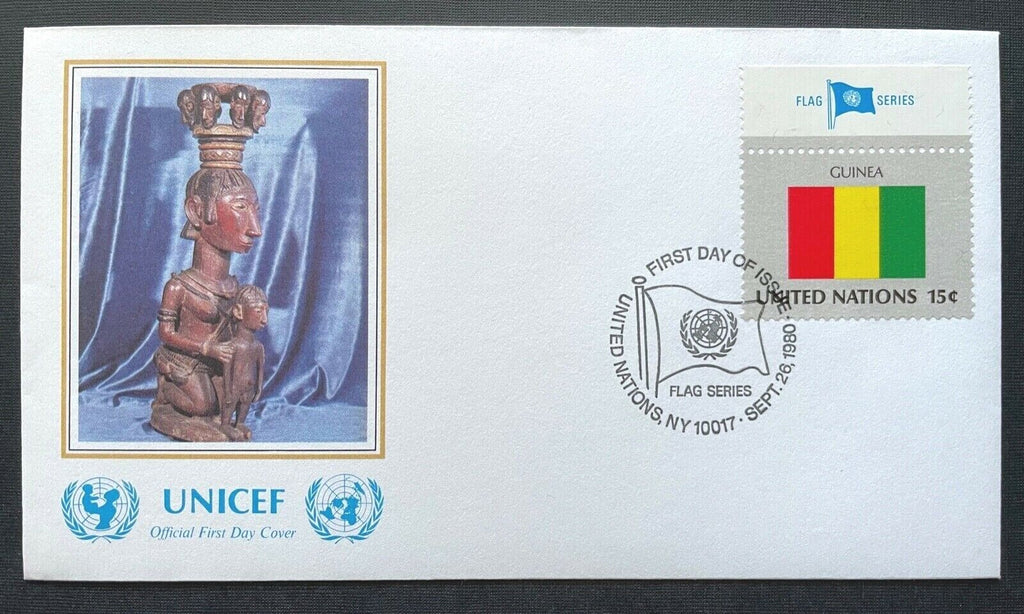 FLAG SERIES
GUINEA
UNITED NATIONS 15¢
FIRST DAY OF ISSUE · SEPT. 26, 1980
UNITED NATIONS, NY 10017 ·
FLAG SERIES
UNICEF
Official First Day Cover